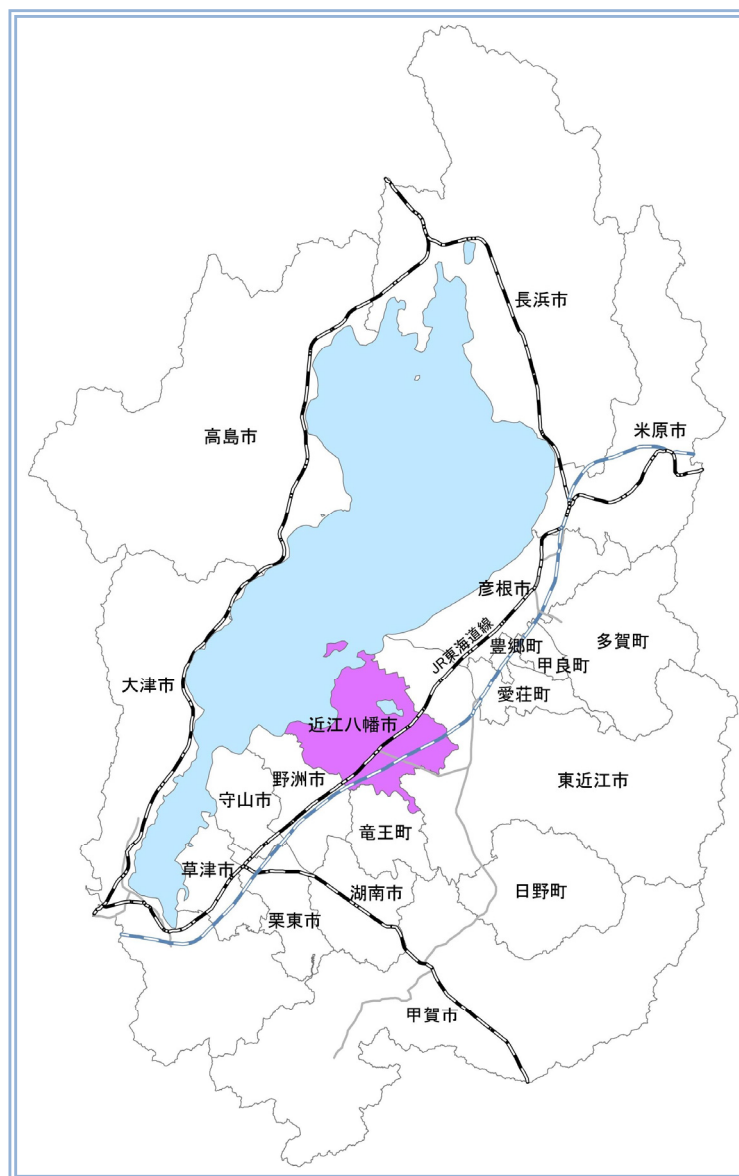 長浜市
米原市
高島市
彦根市
JR東海道線
豊郷町
多賀町
甲良町
愛荘町
大津市
近江八幡市
野洲市
東近江市
守山市
竜王町
草津市
湖南市
日野町
栗東市
甲賀市